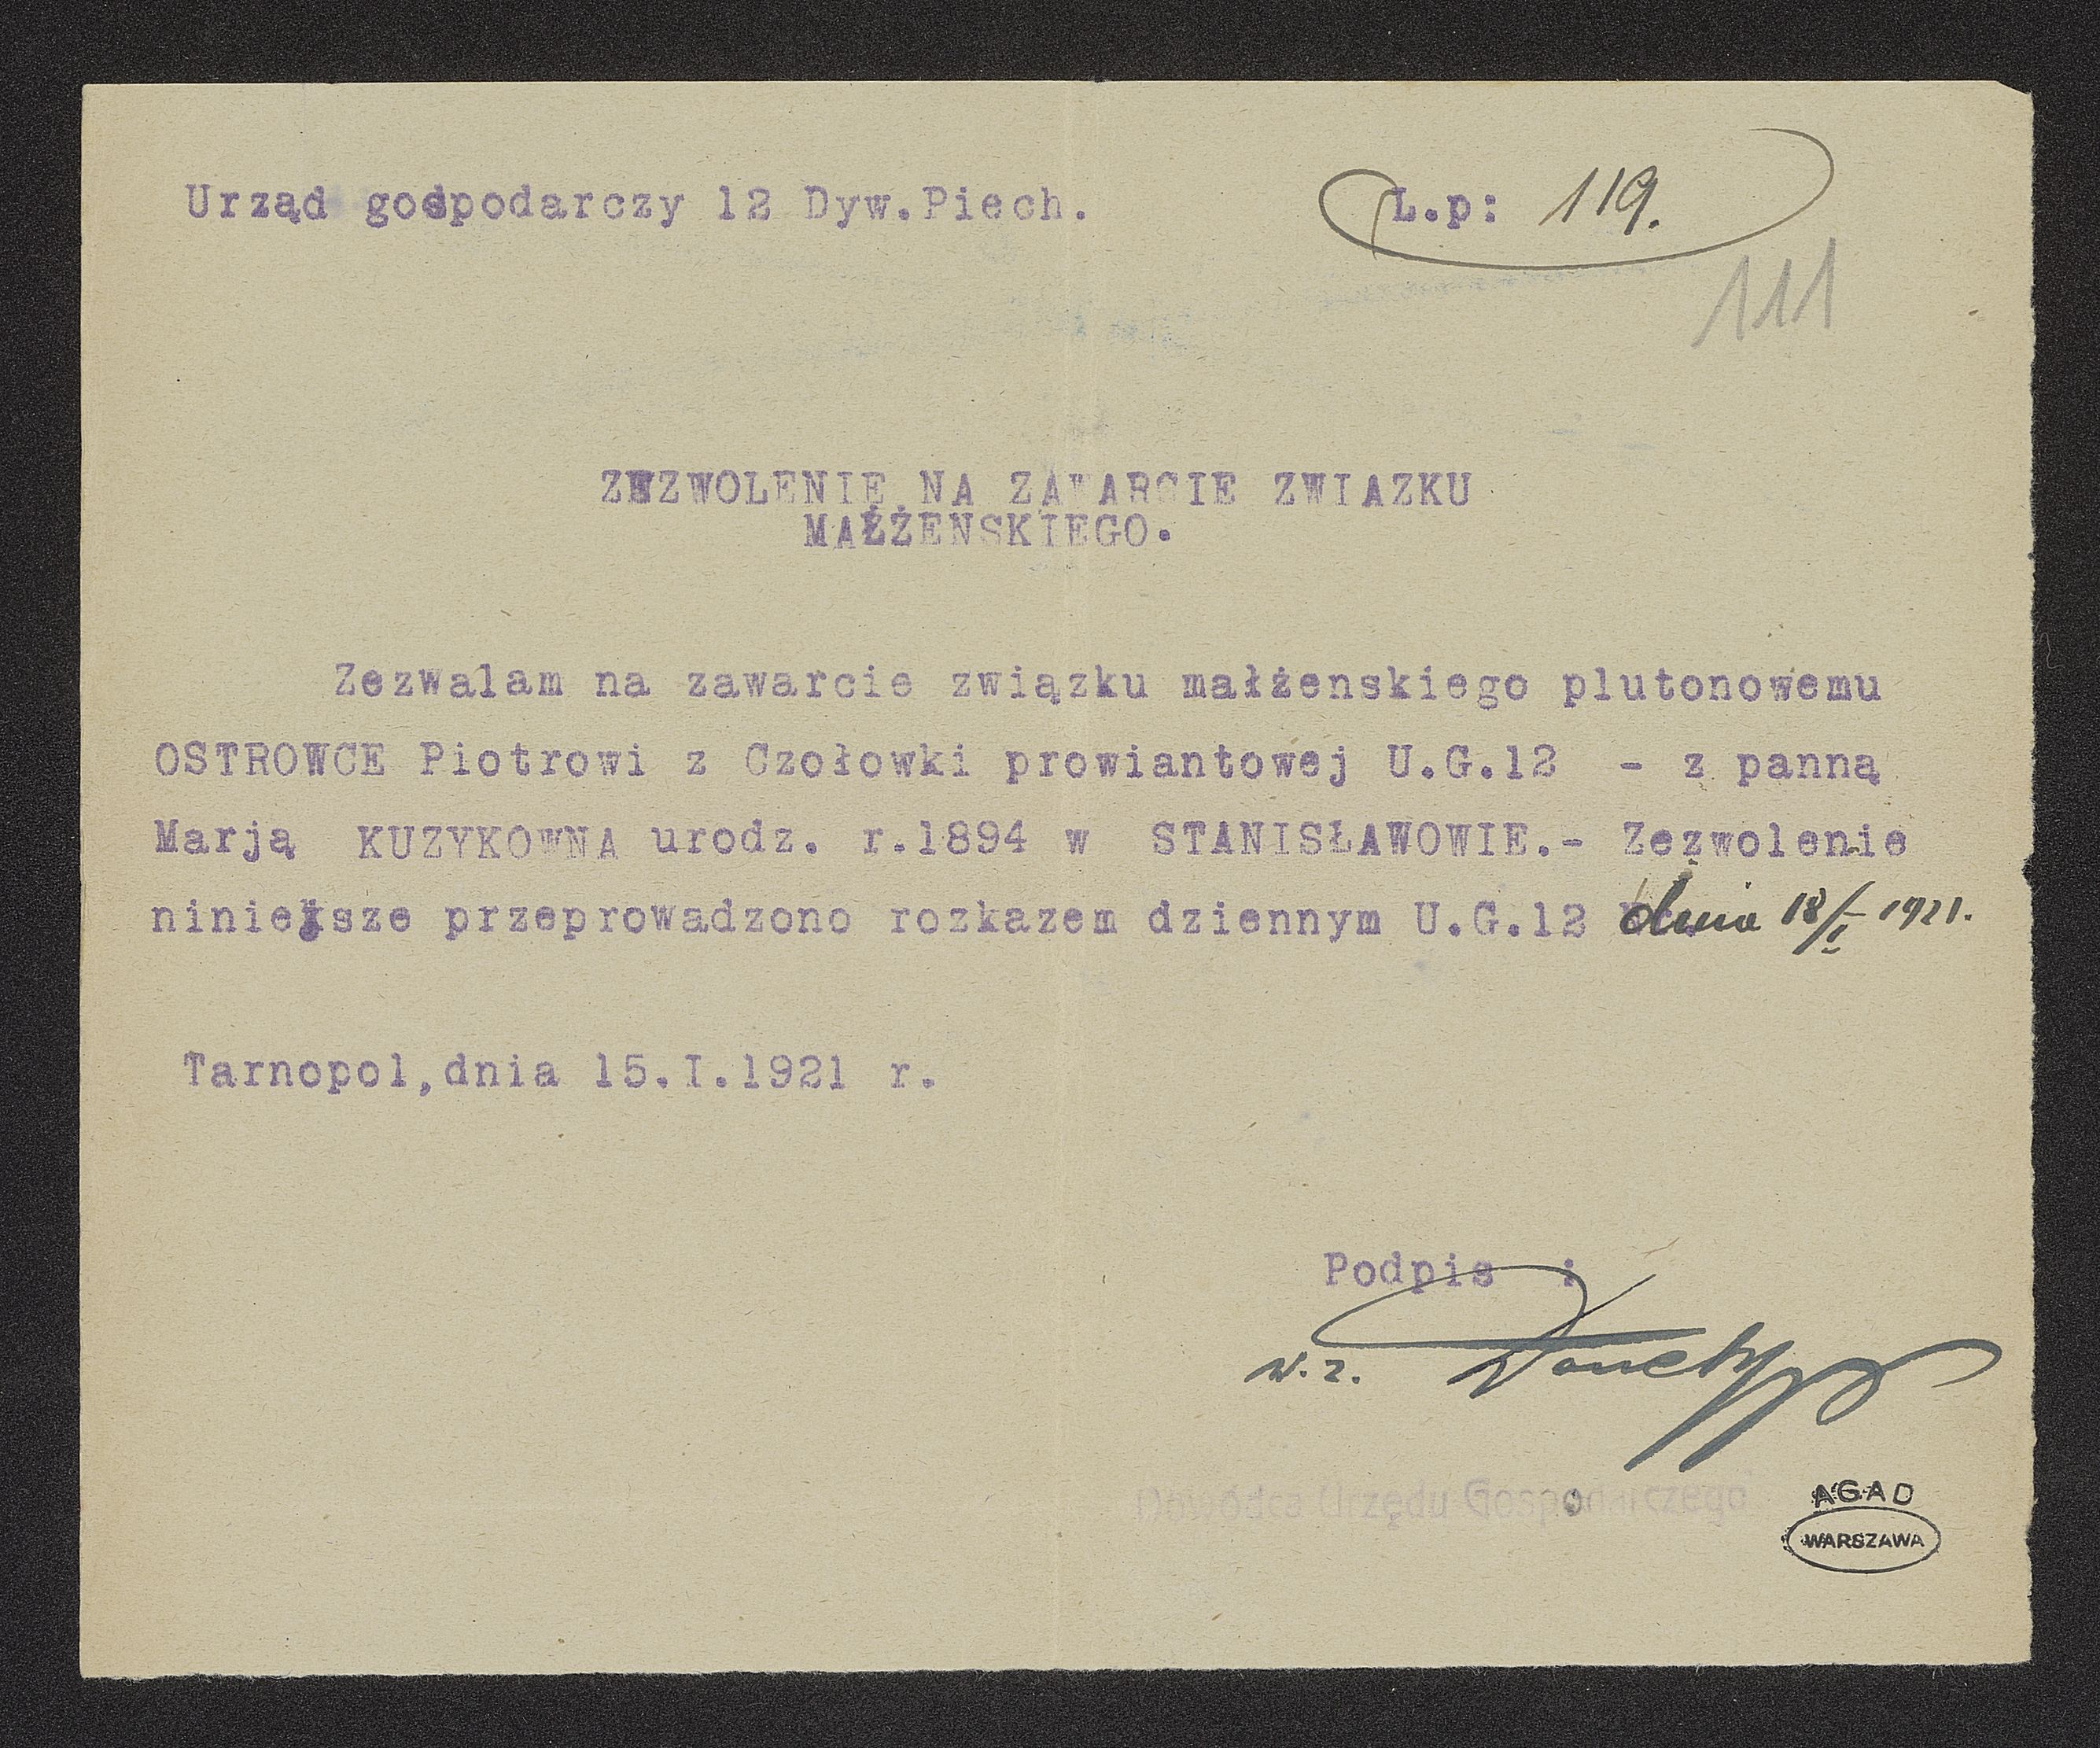 Urząd gospodarczy 12 Dyw.Piech.
L.p: 119.
111
ZEZWOLENIE NA ZAWARCIE ZWIAZKU
MAŁŻENSKIEGO.
Zezwalam na zawarcie związku małżenskiego plutonowemu
OSTROWCE Piotrowi z Czołowki prowiantowej U.G.12 - z panną
Marją KUZYKOWNA urodz. r.1894 w STANISŁAWOWIE.- Zezwolenie
niniejsze przeprowadzono rozkazem dziennym U.G.12 dnia 18/I 1921.
Tarnopol,dnia 15.I.1921 r.
Podpis :
w.z.
Dowódca Urzędu Gospodarczego
AGAD
WARSZAWA